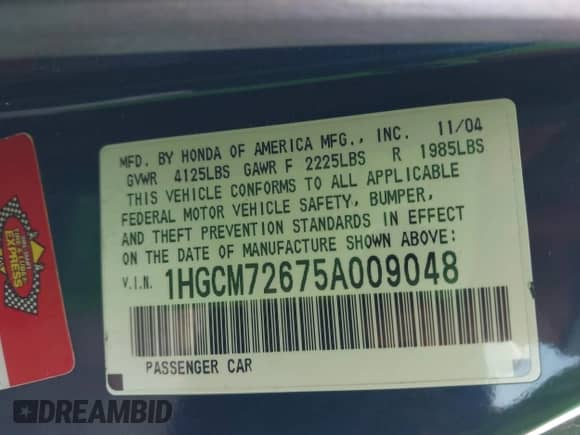 MFD. BY HONDA OF AMERICA MFG., INC. 11/04
GVWR 4125LBS GAWR F 2225LBS R 1985LBS
THIS VEHICLE CONFORMS TO ALL APPLICABLE
FEDERAL MOTOR VEHICLE SAFETY, BUMPER,
AND THEFT PREVENTION STANDARDS IN EFFECT
ON THE DATE OF MANUFACTURE SHOWN ABOVE:
V.I.N. 1HGCM72675A009048
PASSENGER CAR
EXPRESS
DREAMBID